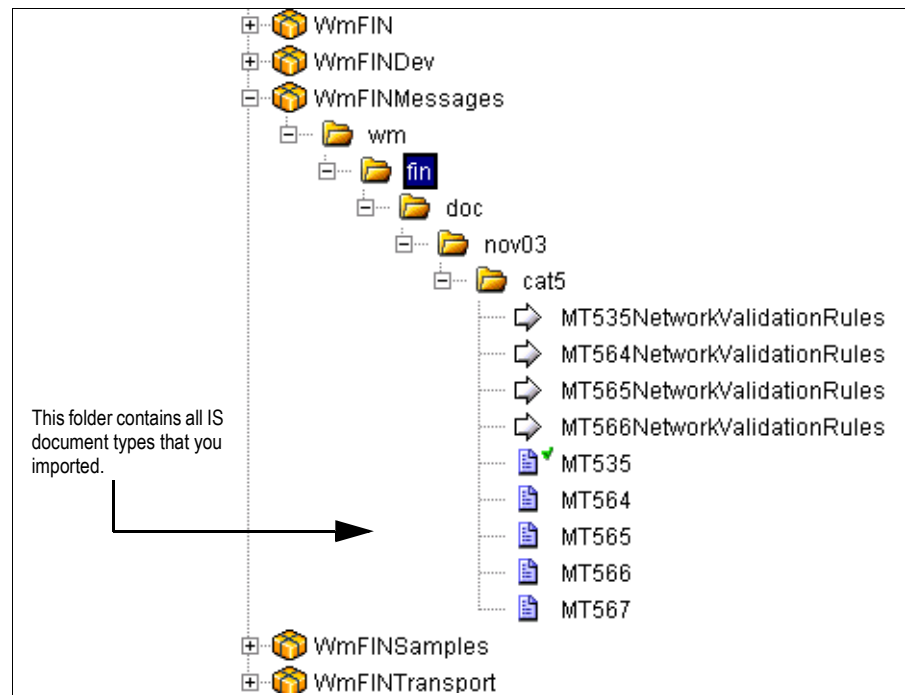 WmFIN
WmFINDev
WmFINMessages
wm
fin
doc
nov03
cat5
MT535NetworkValidationRules
MT564NetworkValidationRules
MT565NetworkValidationRules
MT566NetworkValidationRules
This folder contains all IS
document types that you
imported.
MT535
MT564
MT565
MT566
MT567
WmFINSamples
WmFINTransport